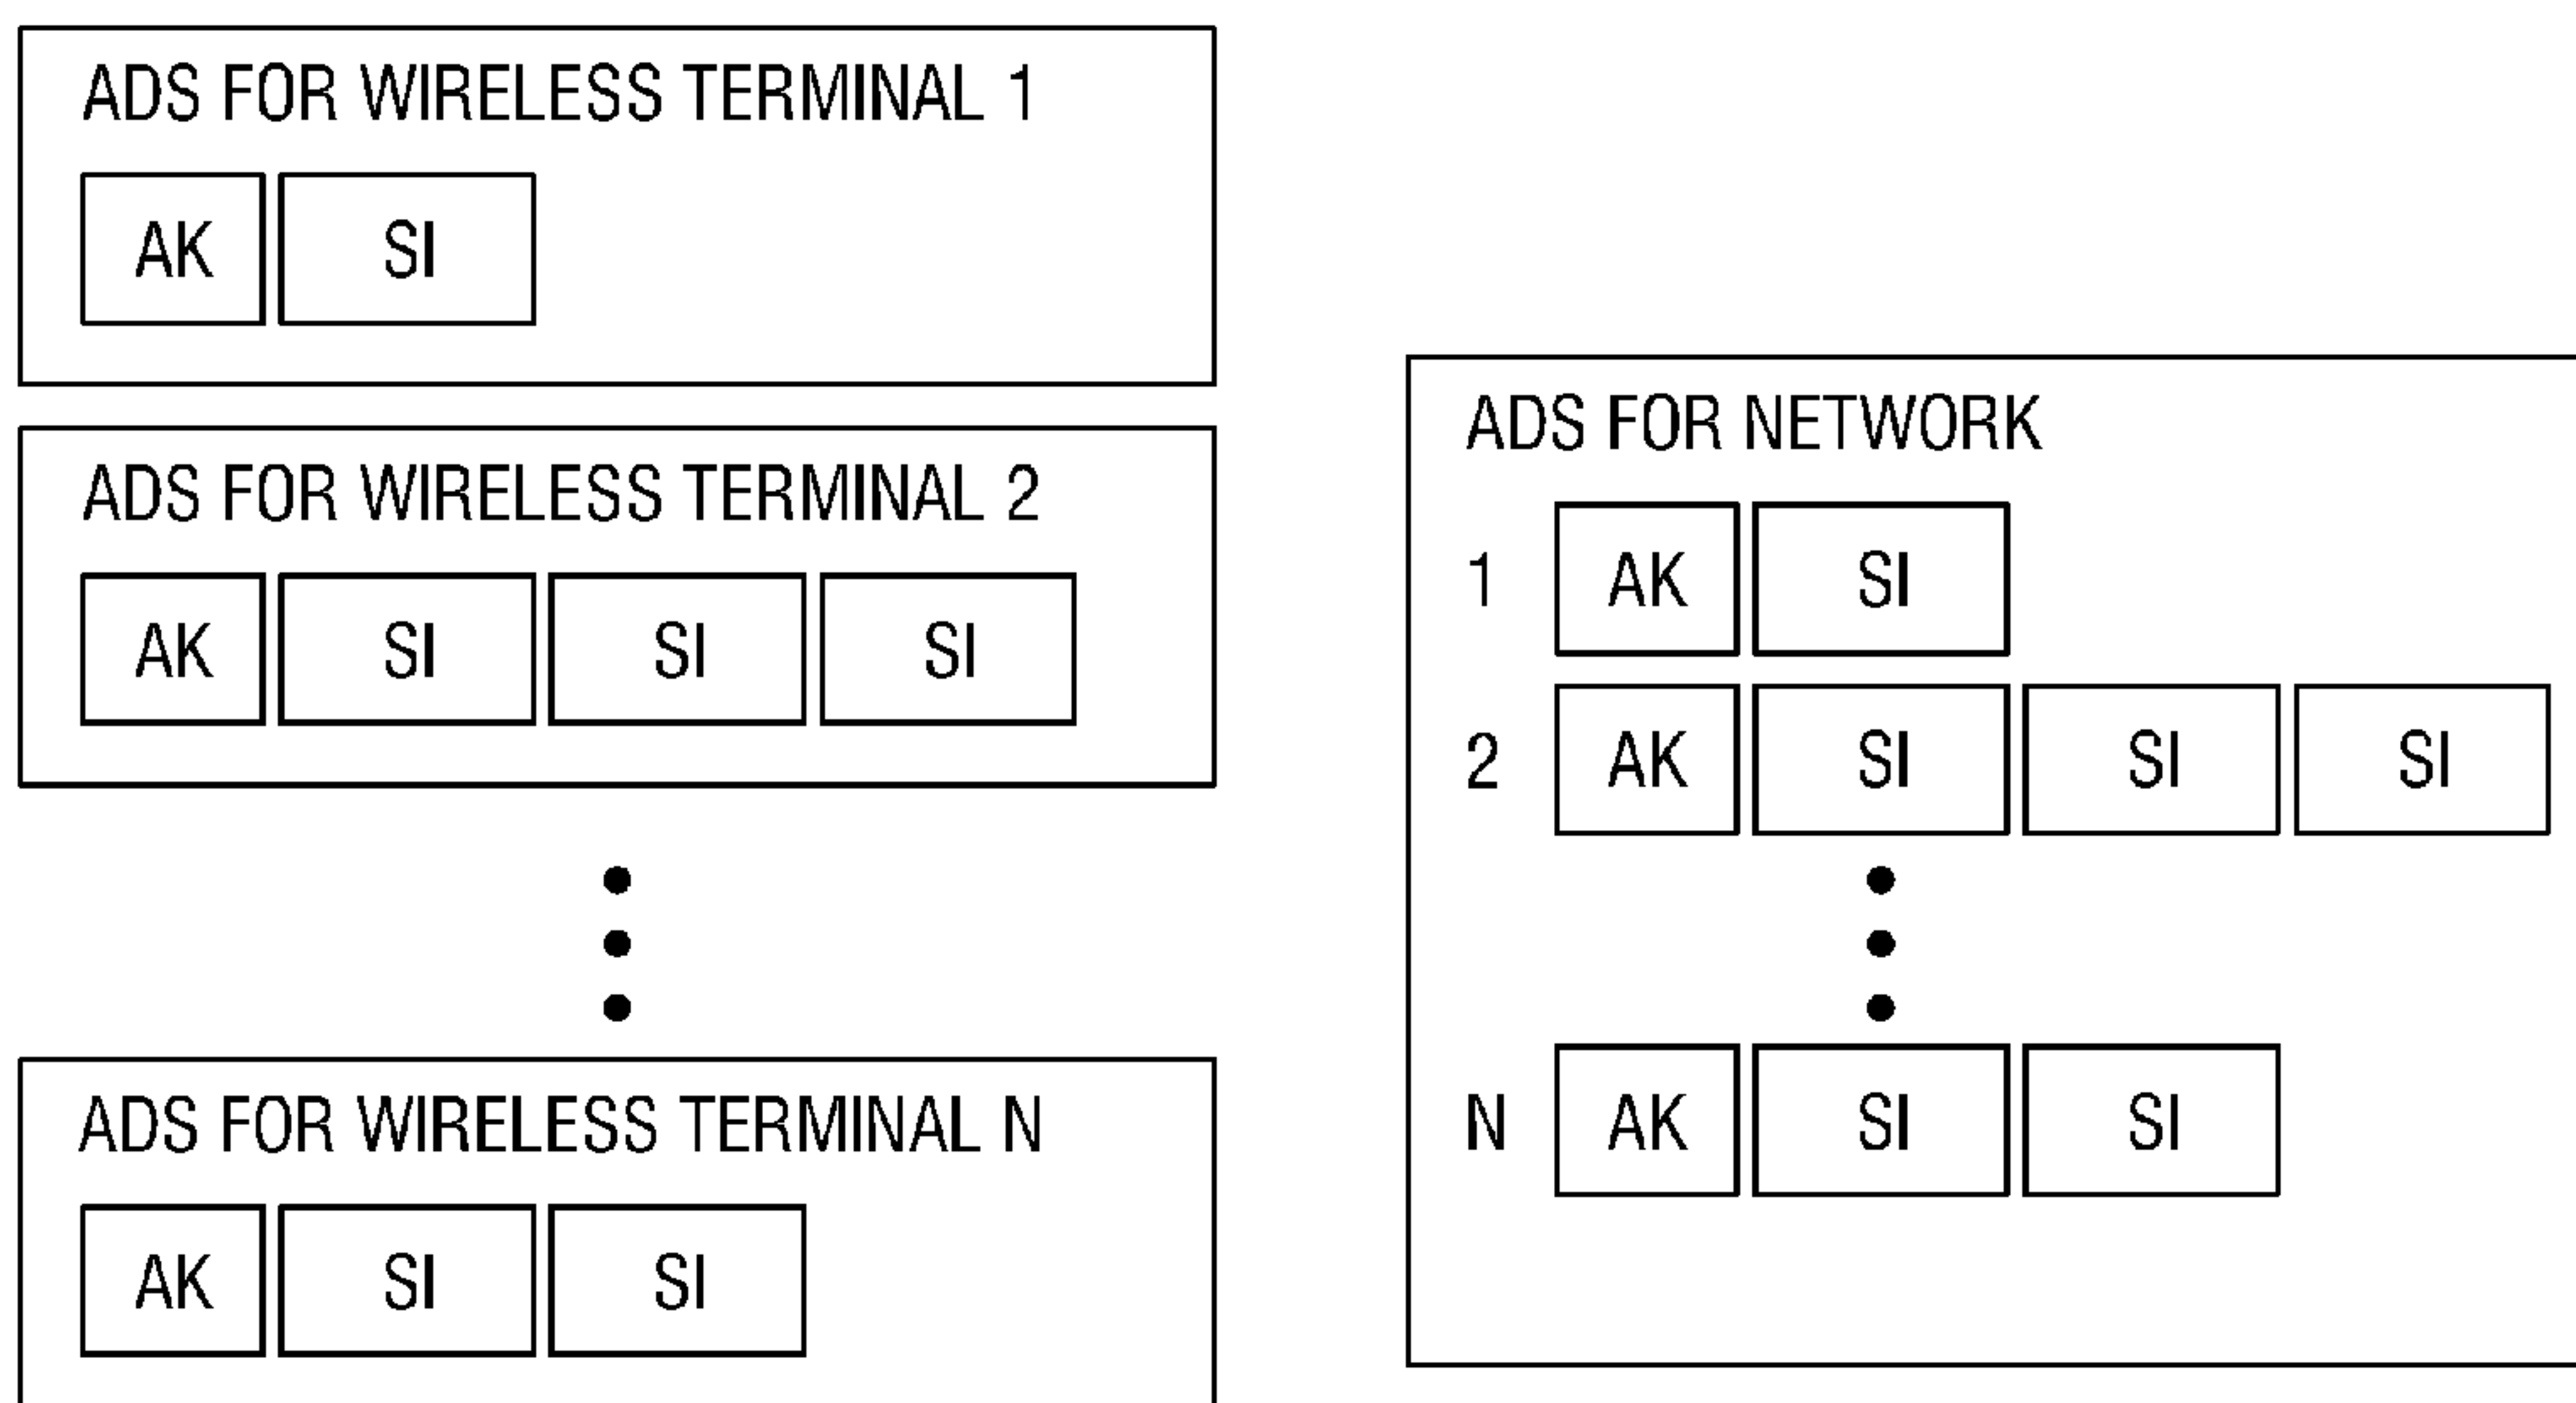 ADS FOR WIRELESS TERMINAL 1
AK SI
ADS FOR WIRELESS TERMINAL 2
AK SI SI SI
ADS FOR WIRELESS TERMINAL N
AK SI SI
ADS FOR NETWORK
1 AK SI
2 AK SI SI SI
N AK SI SI